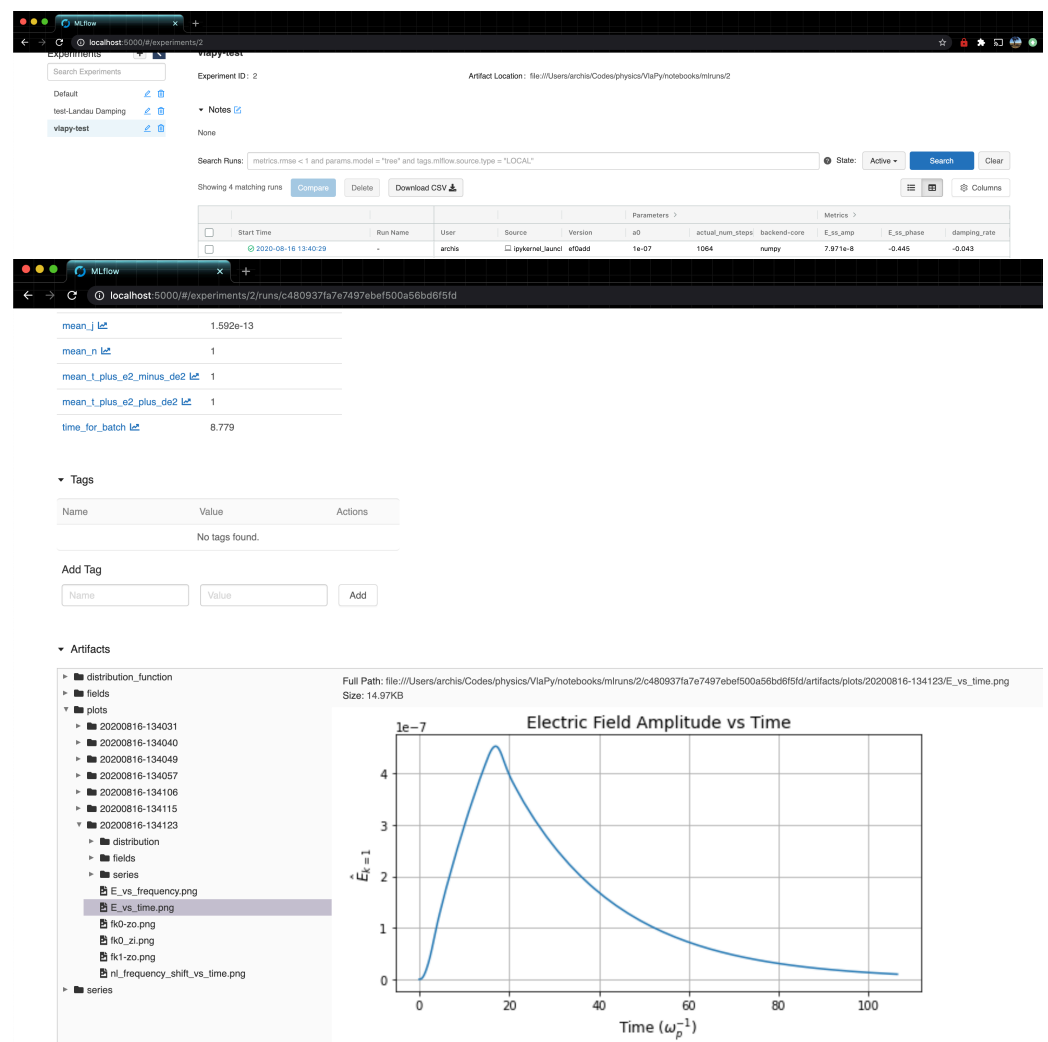 MLflow
localhost:5000/#/experiments/2
Experiments
vlapy-test
Search Experiments
Experiment ID: 2
Artifact Location: file:///Users/archis/Codes/physics/VlaPy/notebooks/mlruns/2
Default
test-Landau Damping
Notes
vlapy-test
None
Search Runs: metrics.rmse < 1 and params.model = "tree" and tags.mlflow.source.type = "LOCAL"
State: Active Search Clear
Showing 4 matching runs Compare Delete Download CSV Columns
Parameters > Metrics >
Start Time Run Name User Source Version a0 actual_num_steps backend-core E_ss_amp E_ss_phase damping_rate
2020-08-16 13:40:29 - archis ipykernel_launcl ef0add 1e-07 1064 numpy 7.971e-8 -0.445 -0.043
MLflow
localhost:5000/#/experiments/2/runs/c480937fa7e7497ebef500a56bd6f5fd
mean_j 1.592e-13
mean_n 1
mean_t_plus_e2_minus_de2 1
mean_t_plus_e2_plus_de2 1
time_for_batch 8.779
Tags
Name Value Actions
No tags found.
Add Tag
Name Value Add
Artifacts
distribution_function
fields
plots
20200816-134031
20200816-134040
20200816-134049
20200816-134057
20200816-134106
20200816-134115
20200816-134123
distribution
fields
series
E_vs_frequency.png
E_vs_time.png
fk0-zo.png
fk0_zi.png
fk1-zo.png
nl_frequency_shift_vs_time.png
series
Full Path: file:///Users/archis/Codes/physics/VlaPy/notebooks/mlruns/2/c480937fa7e7497ebef500a56bd6f5fd/artifacts/plots/20200816-134123/E_vs_time.png
Size: 14.97KB
Electric Field Amplitude vs Time
1e−7
4
3
2
1
0
Ê_{k=1}
0 20 40 60 80 100
Time (ω_p^{-1})